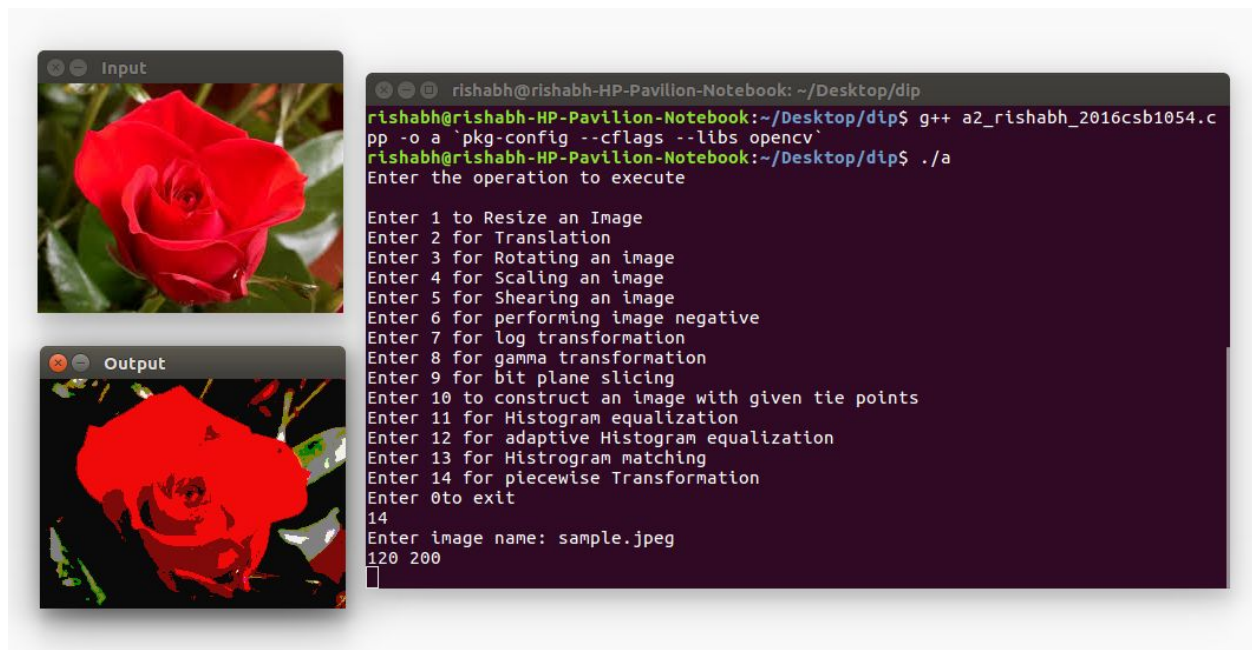 Input
Output
rishabh@rishabh-HP-Pavilion-Notebook: ~/Desktop/dip
rishabh@rishabh-HP-Pavilion-Notebook:~/Desktop/dip$ g++ a2_rishabh_2016csb1054.c
pp -o a `pkg-config --cflags --libs opencv`
rishabh@rishabh-HP-Pavilion-Notebook:~/Desktop/dip$ ./a
Enter the operation to execute
Enter 1 to Resize an Image
Enter 2 for Translation
Enter 3 for Rotating an image
Enter 4 for Scaling an image
Enter 5 for Shearing an image
Enter 6 for performing image negative
Enter 7 for log transformation
Enter 8 for gamma transformation
Enter 9 for bit plane slicing
Enter 10 to construct an image with given tie points
Enter 11 for Histogram equalization
Enter 12 for adaptive Histogram equalization
Enter 13 for Histrogram matching
Enter 14 for piecewise Transformation
Enter 0to exit
14
Enter image name: sample.jpeg
120 200